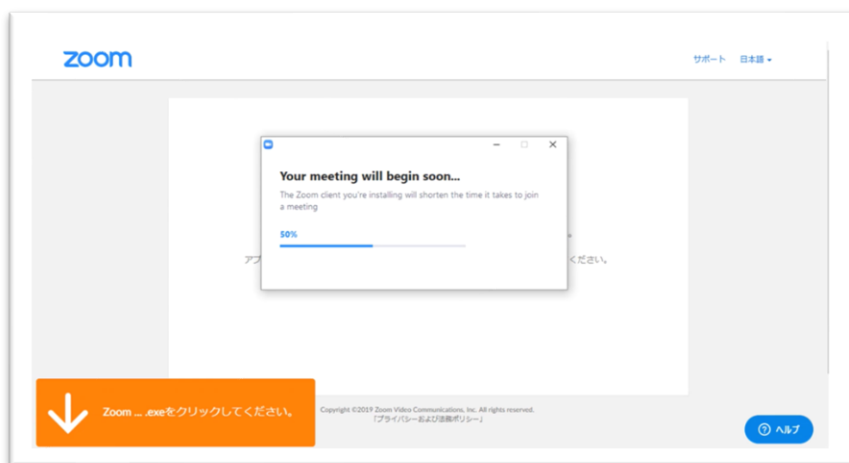 zoom
サポート 日本語
Your meeting will begin soon...
The Zoom client you're installing will shorten the time it takes to join
a meeting
50%
アプ
ください。
Zoom ... .exeをクリックしてください。
Copyright ©2019 Zoom Video Communications, Inc. All rights reserved.
「プライバシーおよび法務ポリシー」
ヘルプ